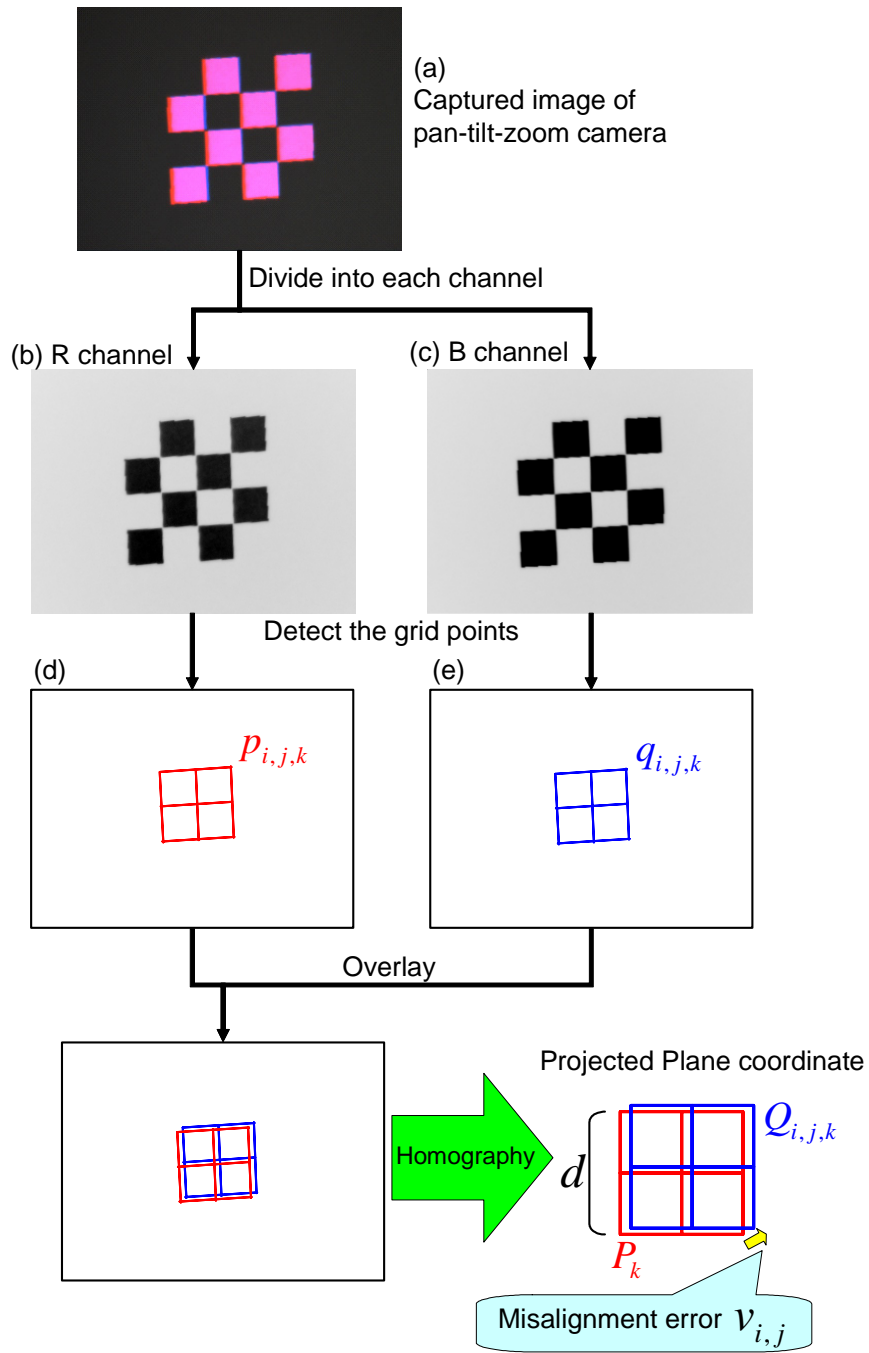 (a)
Captured image of
pan-tilt-zoom camera
Divide into each channel
(b) R channel
(c) B channel
Detect the grid points
(d)
(e)
p_{i,j,k}
q_{i,j,k}
Overlay
Projected Plane coordinate
Homography
d
Q_{i,j,k}
P_k
Misalignment error v_{i,j}